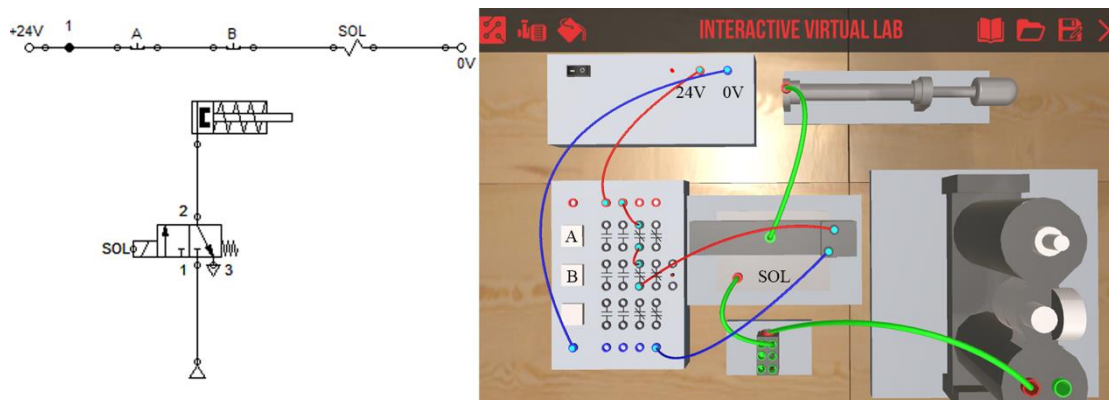 +24V 1 A B SOL 0V
2
SOL
1 3
INTERACTIVE VIRTUAL LAB
24V 0V
A
B
SOL